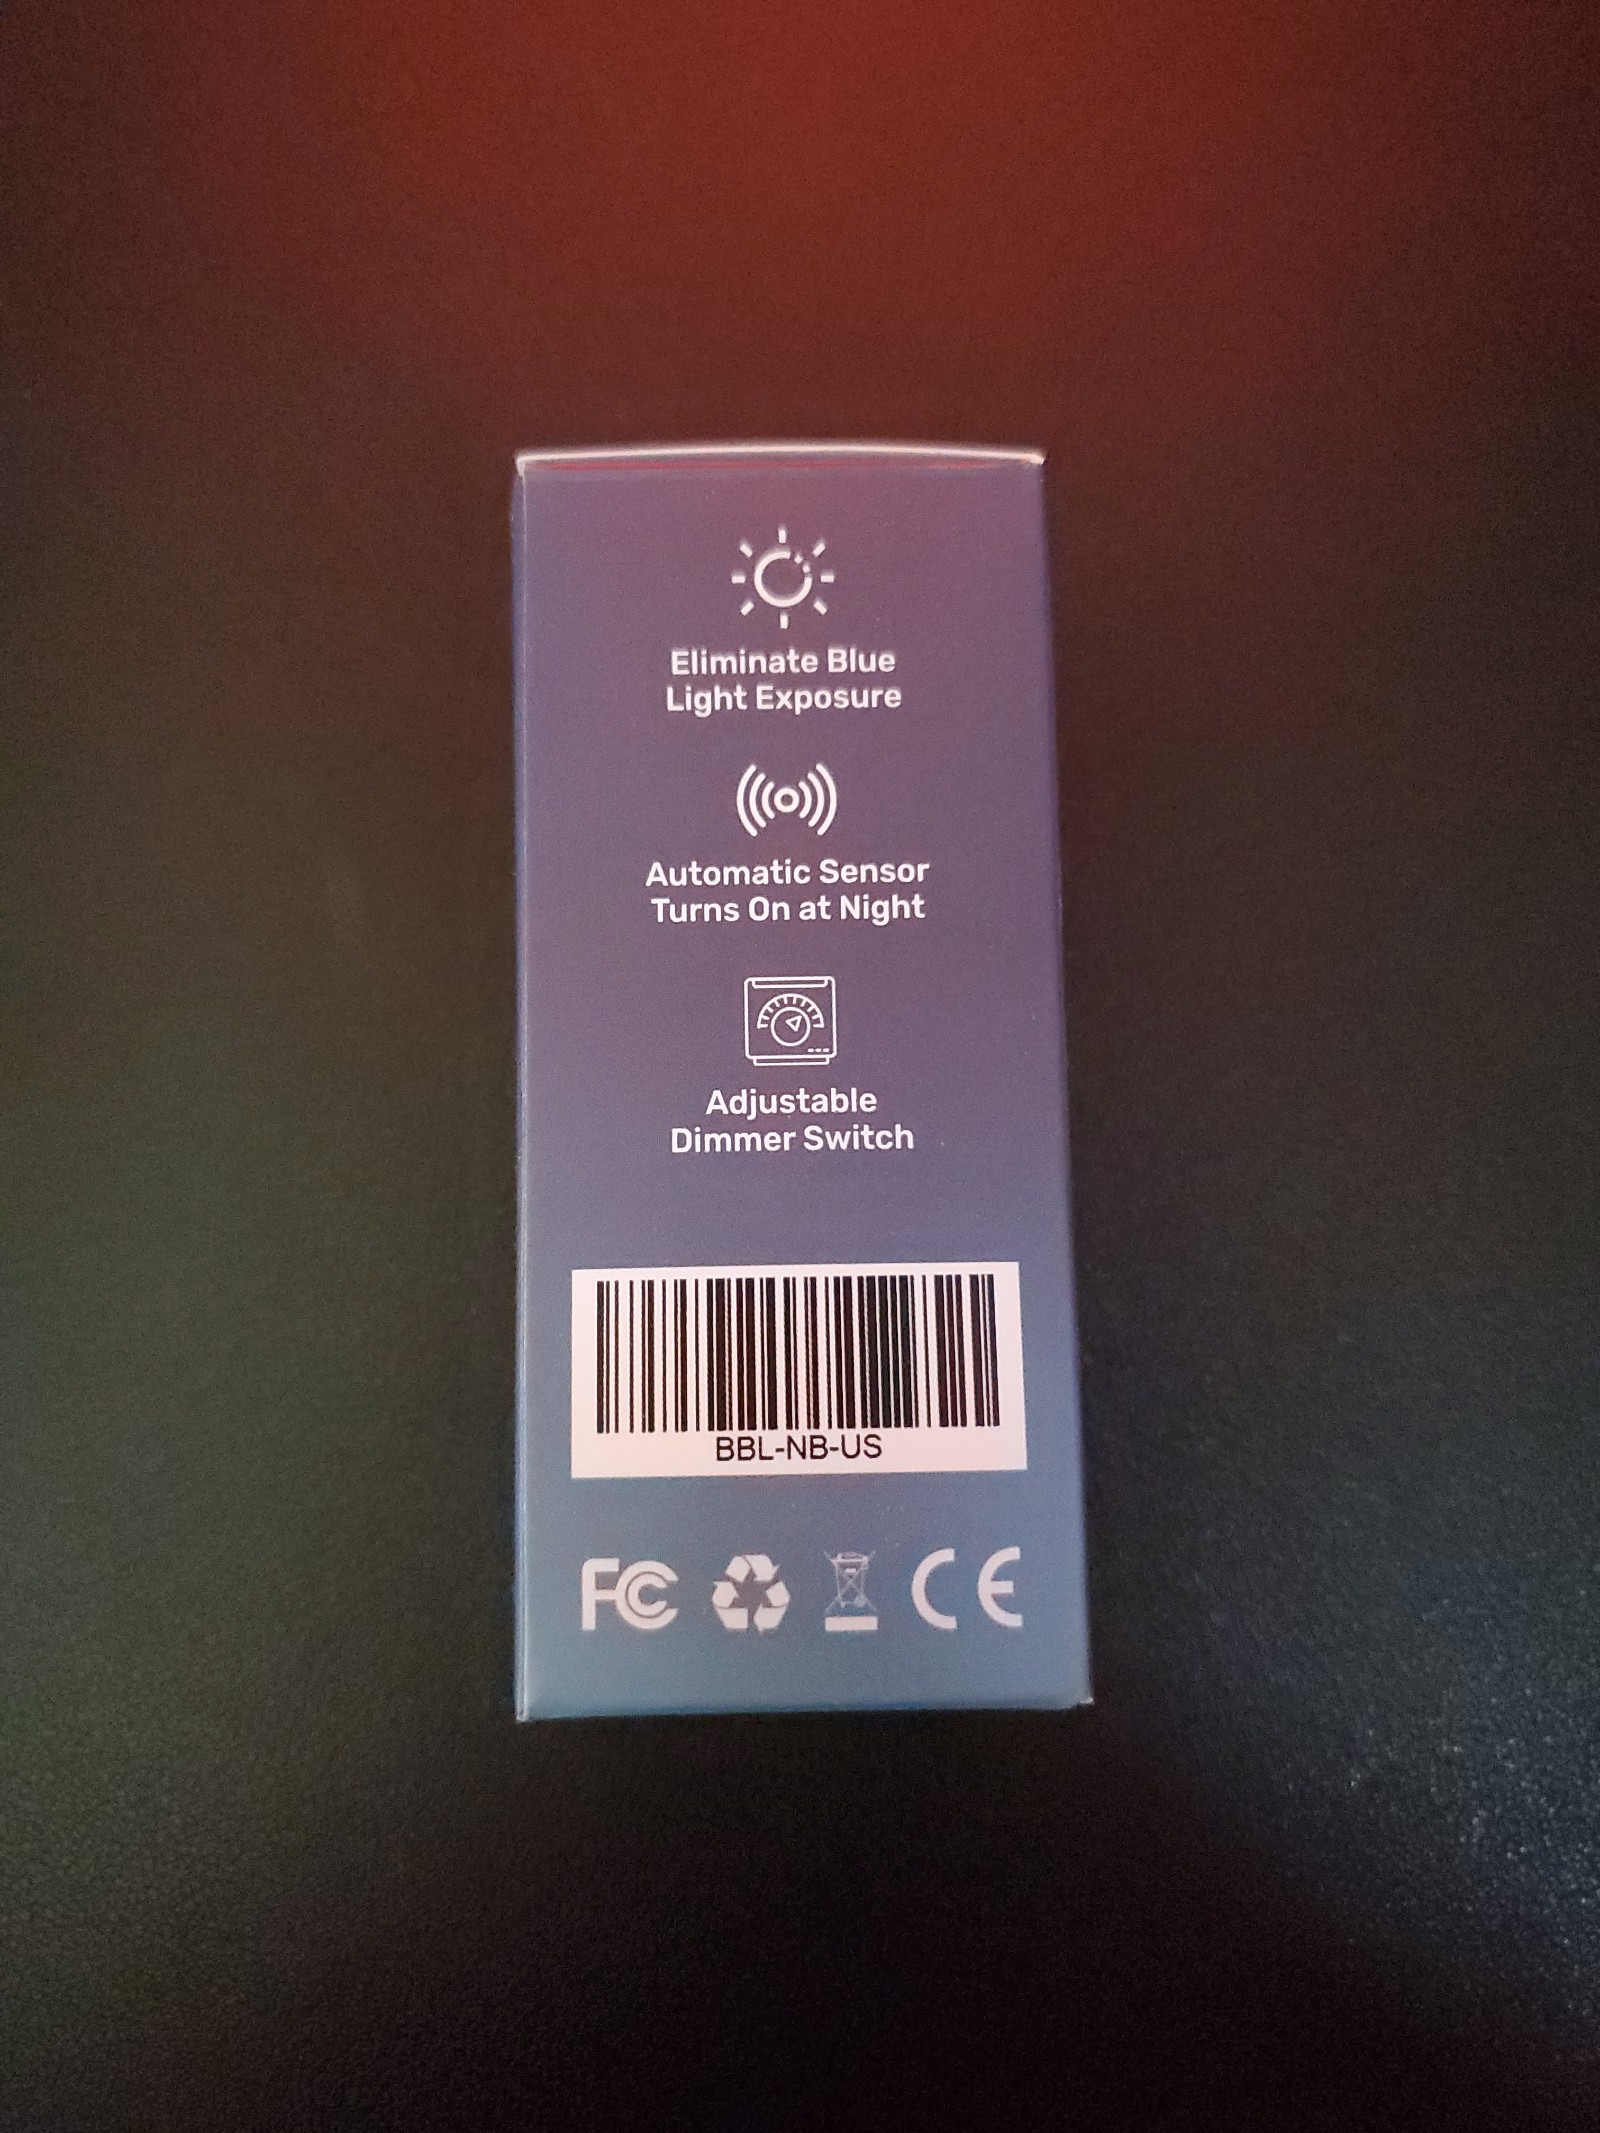 Eliminate Blue
Light Exposure
Automatic Sensor
Turns On at Night
Adjustable
Dimmer Switch
BBL-NB-US
FC CE